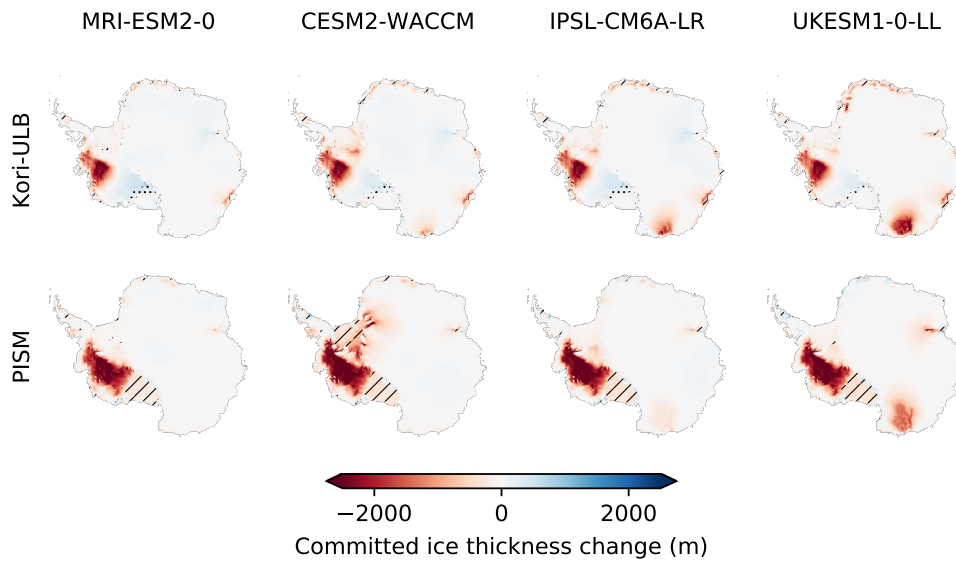 MRI-ESM2-0 CESM2-WACCM IPSL-CM6A-LR UKESM1-0-LL
Kori-ULB
PISM
−2000 0 2000
Committed ice thickness change (m)